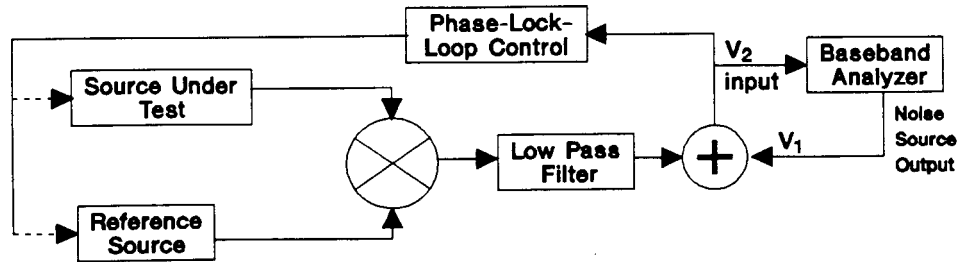 Phase-Lock-
Loop Control
V2
input
Baseband
Analyzer
Source Under
Test
Noise
Source
Output
V1
Low Pass
Filter
Reference
Source